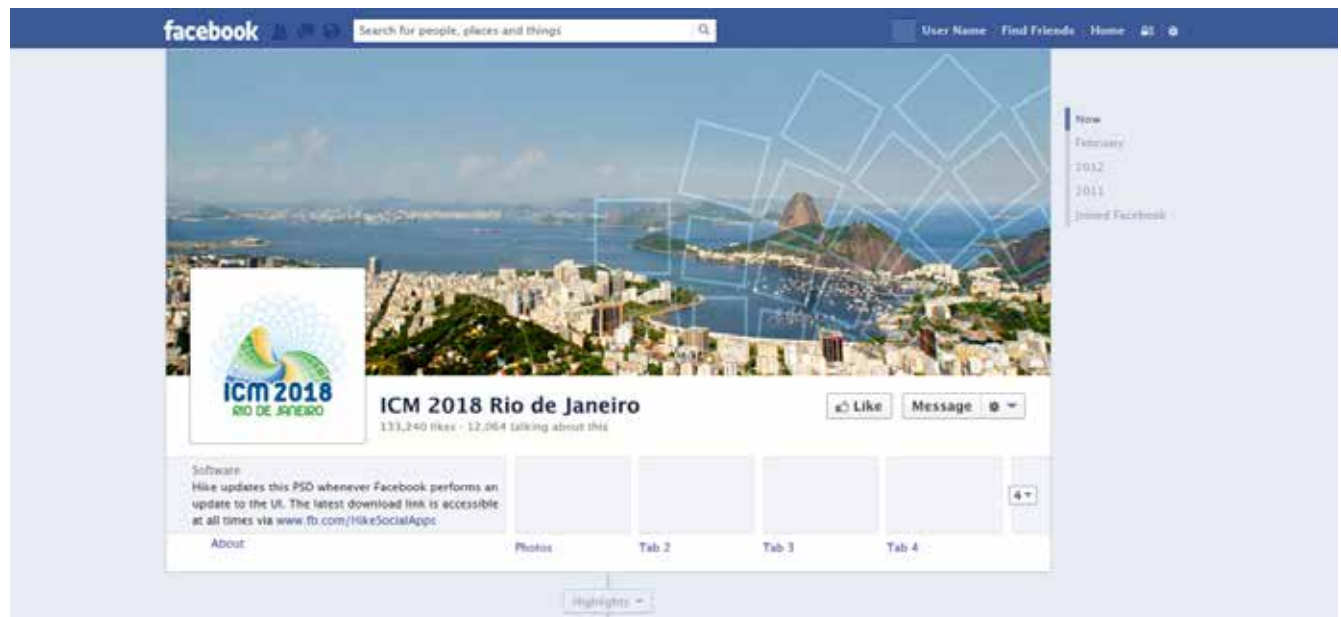 facebook
Search for people, places and things
User Name Find Friends Home
Now
February
2012
2011
Joined Facebook
ICM 2018
RIO DE JANEIRO
ICM 2018 Rio de Janeiro
133,240 likes · 12,064 talking about this
Like
Message
Software
Hike updates this PSD whenever Facebook performs an
update to the UI. The latest download link is accessible
at all times via www.fb.com/HikeSocialApps
4
About
Photos
Tab 2
Tab 3
Tab 4
Highlights